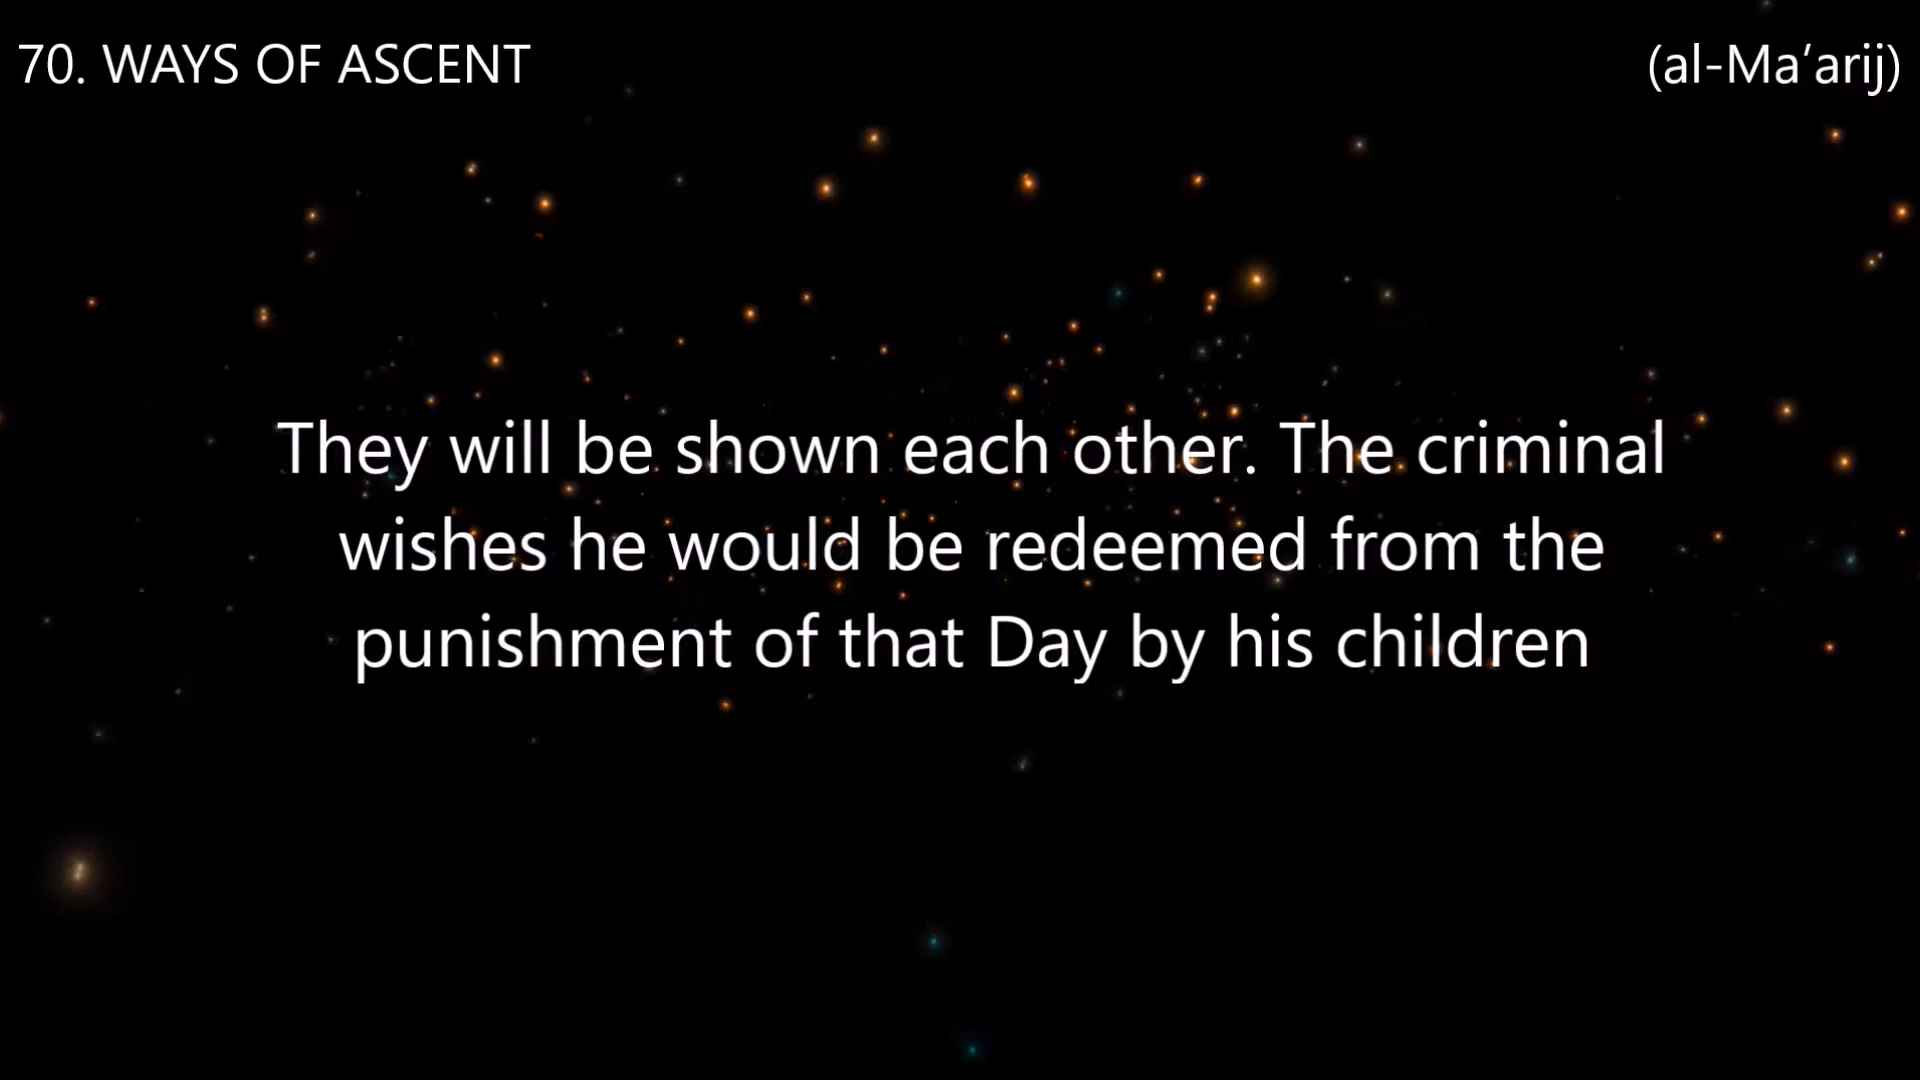 70. WAYS OF ASCENT (al-Ma’arij)
They will be shown each other. The criminal
wishes he would be redeemed from the
punishment of that Day by his children